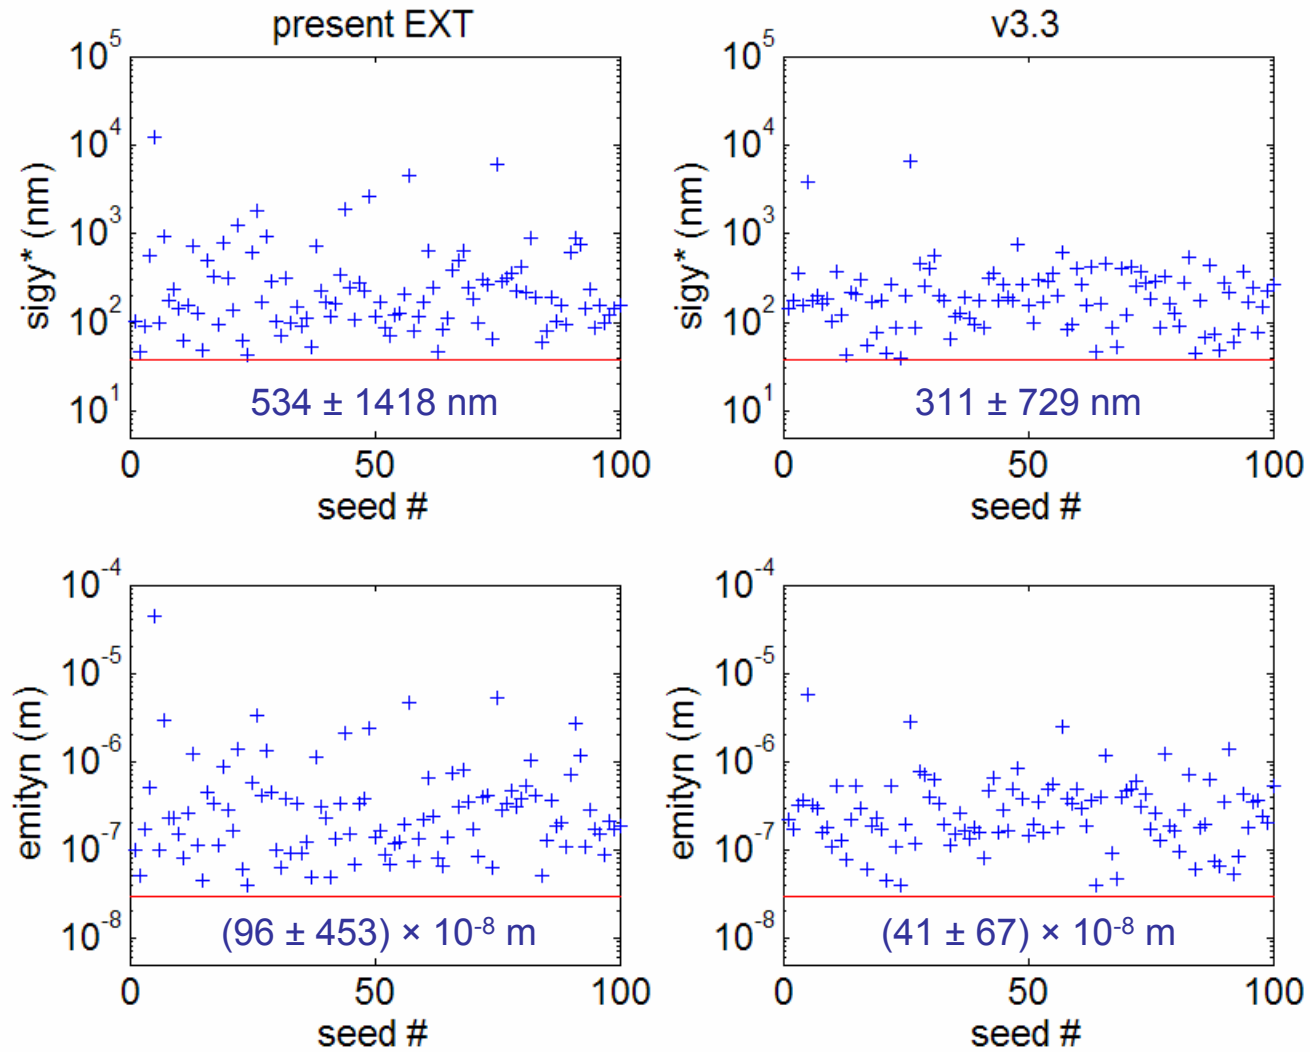 present EXT
10^5
10^4
10^3
10^2
10^1
sigy* (nm)
534 ± 1418 nm
0 50 100
seed #
v3.3
10^5
10^4
10^3
10^2
10^1
sigy* (nm)
311 ± 729 nm
0 50 100
seed #
10^-4
10^-5
10^-6
10^-7
10^-8
emityn (m)
(96 ± 453) × 10^-8 m
0 50 100
seed #
10^-4
10^-5
10^-6
10^-7
10^-8
emityn (m)
(41 ± 67) × 10^-8 m
0 50 100
seed #